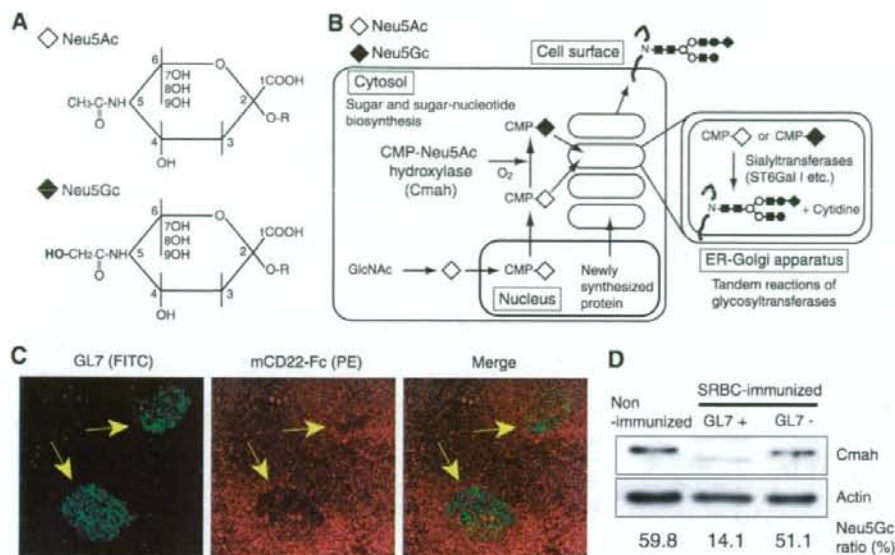 A
Neu5Ac
6
O
7OH
8OH
9OH
1COOH
CH3-C-NH
O
5
2
O-R
4
3
OH
Neu5Gc
6
O
7OH
8OH
9OH
1COOH
HO-CH2C-NH
O
5
2
O-R
4
3
OH
B
Neu5Ac
Neu5Gc
Cell surface
N
Cytosol
Sugar and sugar-nucleotide
biosynthesis
CMP-
CMP-Neu5Ac
hydroxylase
(Cmah)
O2
CMP-
GlcNAc
CMP-
Nucleus
Newly
synthesized
protein
CMP- or CMP-
Sialyltransferases
(ST6Gal I etc.)
N
+ Cytidine
ER-Golgi apparatus
Tandem reactions of
glycosyltransferases
C
GL7 (FITC)
mCD22-Fc (PE)
Merge
D
SRBC-immunized
Non
-immunized
GL7 +
GL7 -
Cmah
Actin
59.8
14.1
51.1
Neu5Gc
ratio (%)